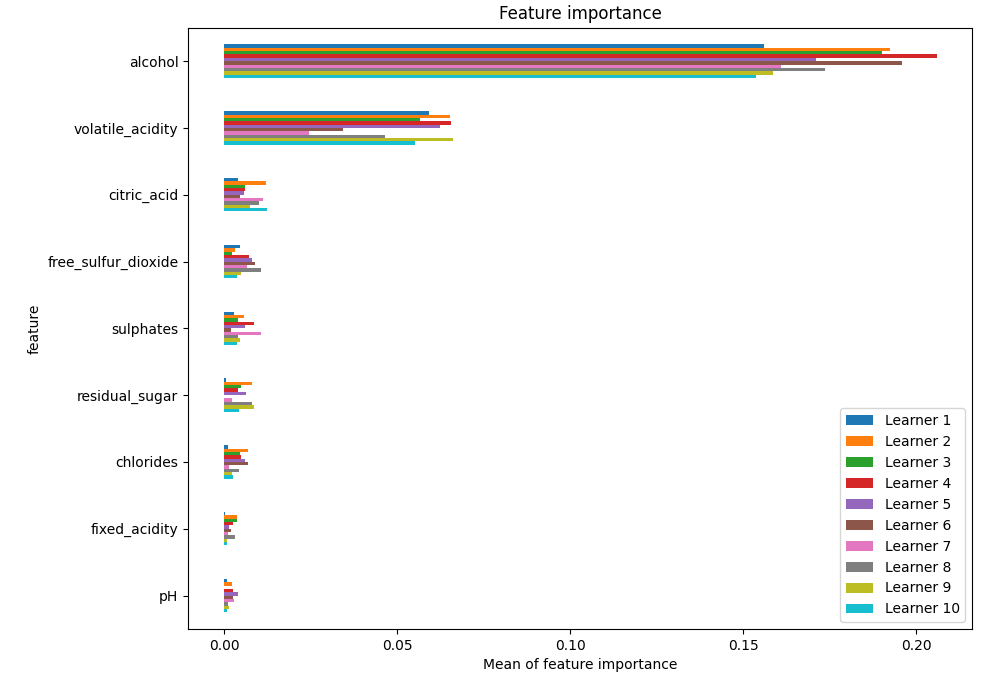 Feature importance
alcohol
volatile_acidity
citric_acid
free_sulfur_dioxide
sulphates
residual_sugar
chlorides
fixed_acidity
pH
feature
0.00 0.05 0.10 0.15 0.20
Mean of feature importance
Learner 1
Learner 2
Learner 3
Learner 4
Learner 5
Learner 6
Learner 7
Learner 8
Learner 9
Learner 10